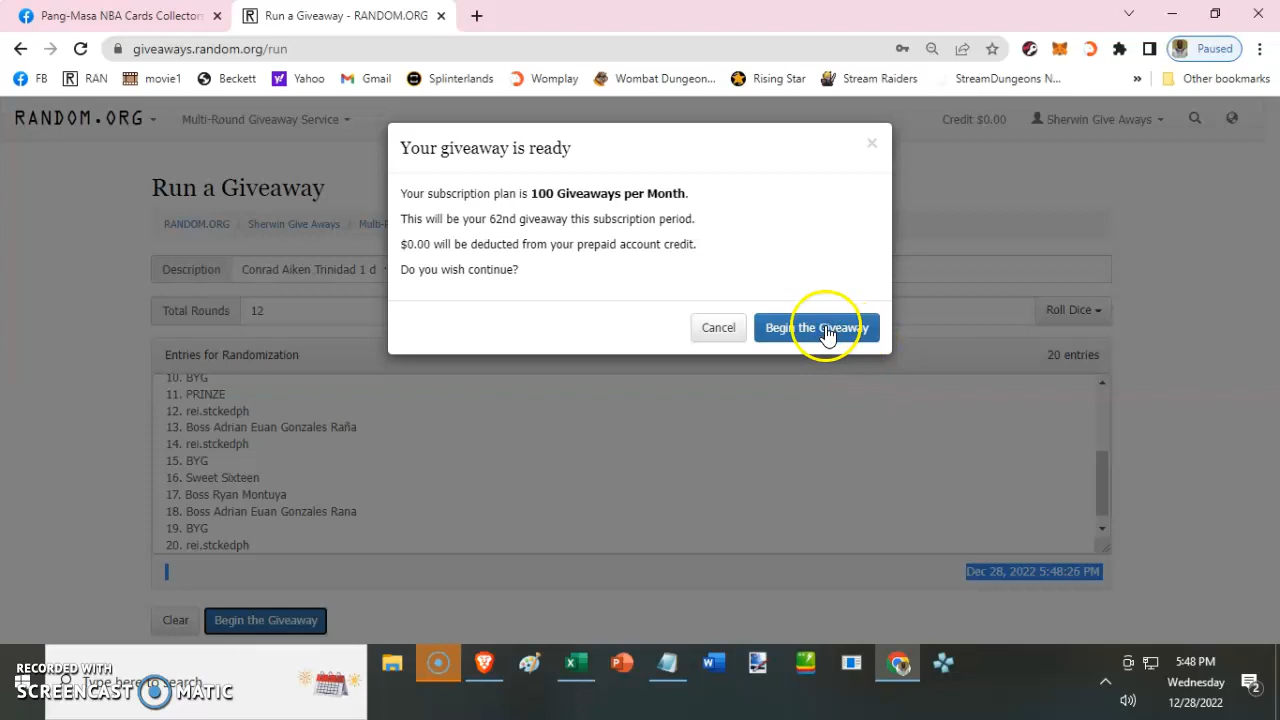 Pang-Masa NBA Cards Collectors
Run a Giveaway - RANDOM.ORG
giveaways.random.org/run
Paused
FB
RAN
movie1
Beckett
Yahoo
Gmail
Splinterlands
Womplay
Wombat Dungeon...
Rising Star
Stream Raiders
StreamDungeons N...
Other bookmarks
RANDOM.ORG
Multi-Round Giveaway Service
Credit $0.00
Sherwin Give Aways
Your giveaway is ready
Your subscription plan is 100 Giveaways per Month.
This will be your 62nd giveaway this subscription period.
$0.00 will be deducted from your prepaid account credit.
Do you wish continue?
Cancel
Begin the Giveaway
Run a Giveaway
RANDOM.ORG
Sherwin Give Aways
Description
Conrad Aiken Trinidad 1 d
Total Rounds
12
Roll Dice
Entries for Randomization
20 entries
10. BYG
11. PRINZE
12. rei.stckedph
13. Boss Adrian Euan Gonzales Raña
14. rei.stckedph
15. BYG
16. Sweet Sixteen
17. Boss Ryan Montuya
18. Boss Adrian Euan Gonzales Rana
19. BYG
20. rei.stckedph
Dec 28, 2022 5:48:26 PM
Clear
Begin the Giveaway
RECORDED WITH
SCREENCAST MATIC
Type here to search
5:48 PM
Wednesday
12/28/2022
2